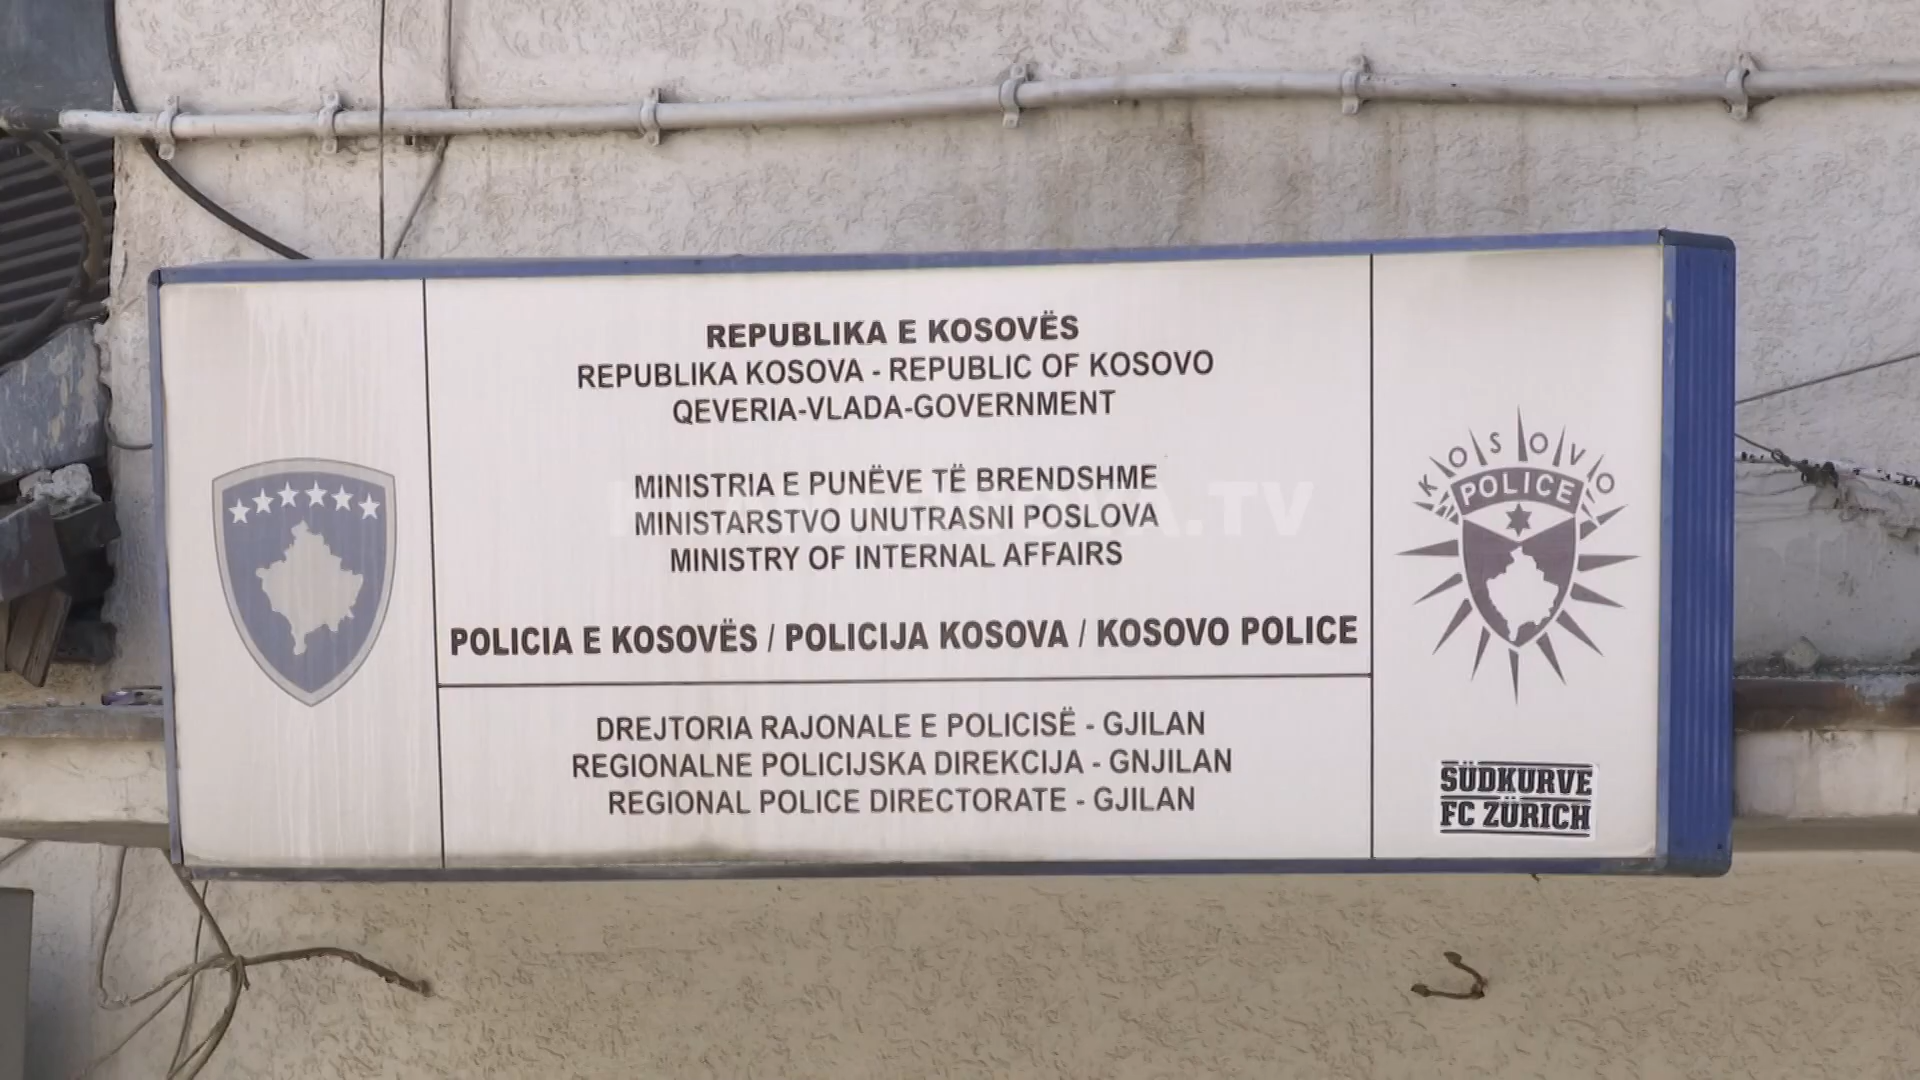 REPUBLIKA E KOSOVËS
REPUBLIKA KOSOVA - REPUBLIC OF KOSOVO
QEVERIA-VLADA-GOVERNMENT
MINISTRIA E PUNËVE TË BRENDSHME
MINISTARSTVO UNUTRASNI POSLOVA
MINISTRY OF INTERNAL AFFAIRS
POLICIA E KOSOVËS / POLICIJA KOSOVA / KOSOVO POLICE
DREJTORIA RAJONALE E POLICISË - GJILAN
REGIONALNE POLICIJSKA DIREKCIJA - GNJILAN
REGIONAL POLICE DIRECTORATE - GJILAN
KOSOVO
POLICE
SÜDKURVE
FC ZÜRICH